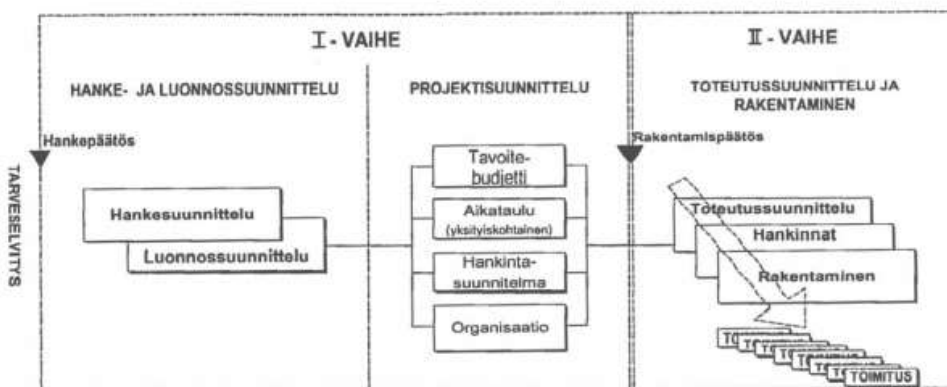 I - VAIHE
II - VAIHE
HANKE- JA LUONNOSSUUNNITTELU
PROJEKTISUUNNITTELU
TOTEUTUSSUUNNITTELU JA
RAKENTAMINEN
Hankepäätös
Rakentamispäätös
TARVESELVITYS
Hankesuunnittelu
Luonnossuunnittelu
Tavoite-
budjetti
Aikataulu
(yksityiskohtainen)
Hankinta-
suunnitelma
Organisaatio
Toteutussuunnittelu
Hankinnat
Rakentaminen
TOIMITUS